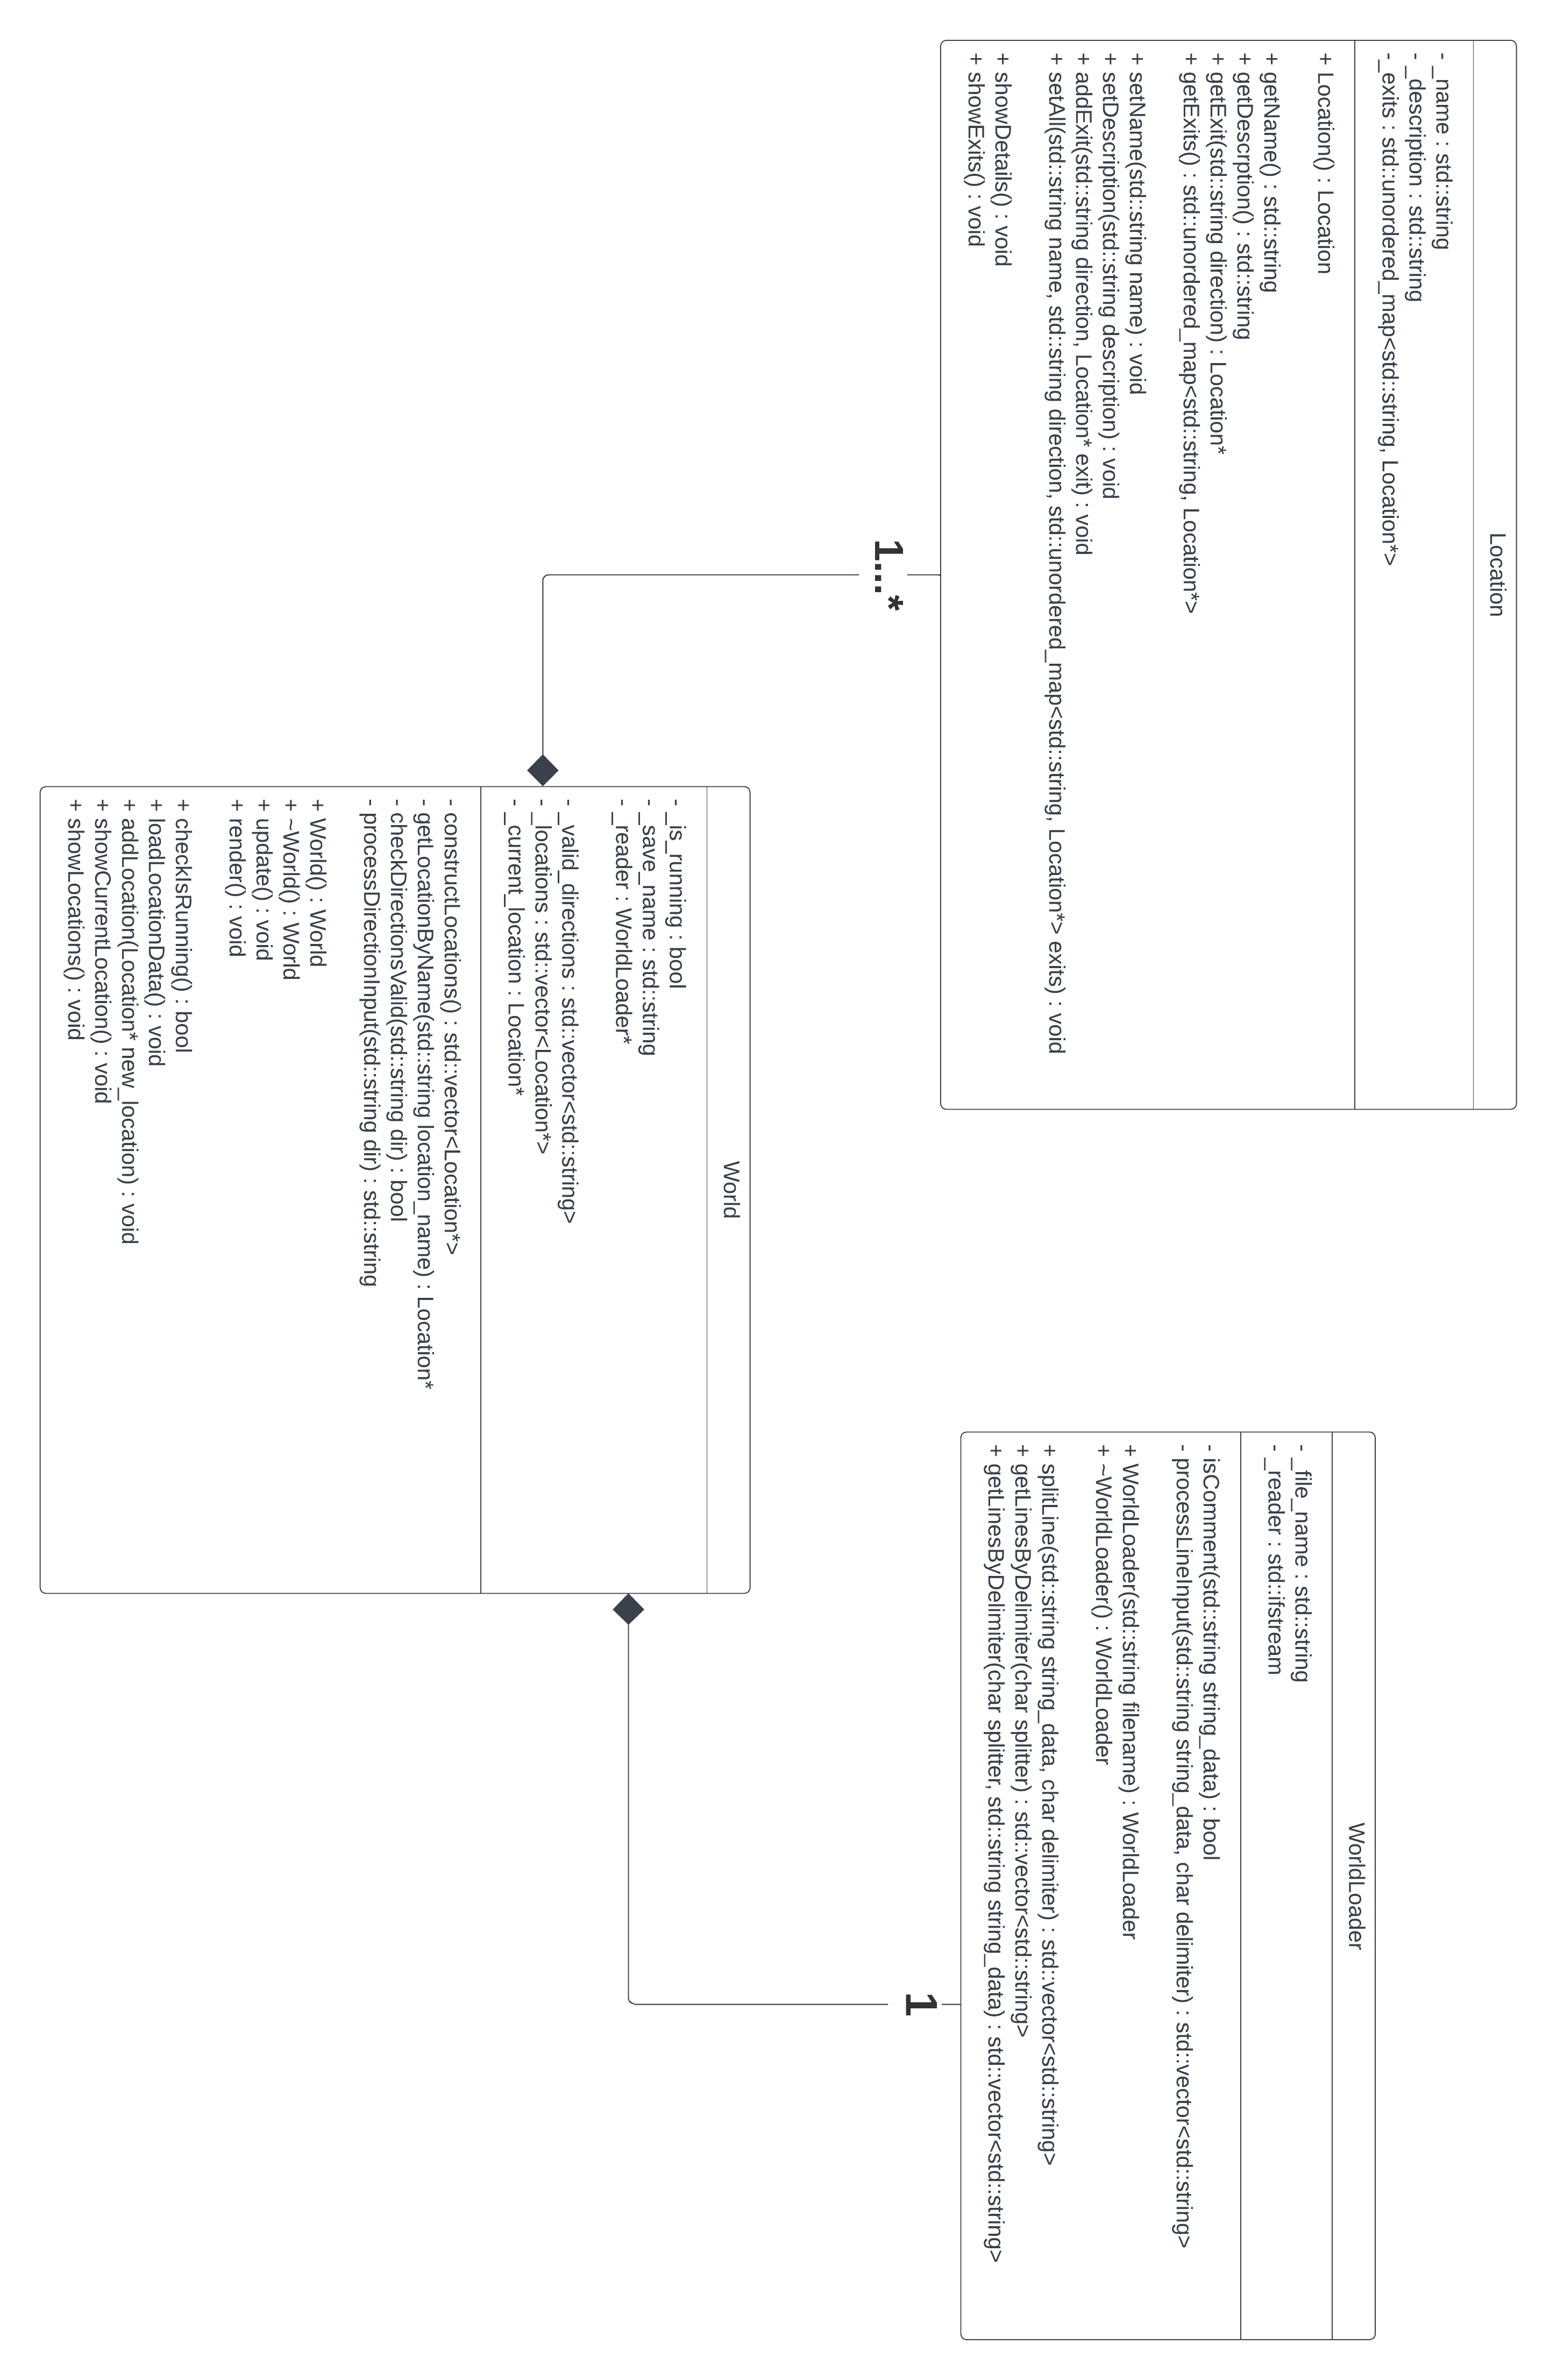 Location
- _name : std::string
- _description : std::string
- _exits : std::unordered_map<std::string, Location*>
+ Location() : Location
+ getName() : std::string
+ getDescrption() : std::string
+ getExit(std::string direction) : Location*
+ getExits() : std::unordered_map<std::string, Location*>
+ setName(std::string name) : void
+ setDescription(std::string description) : void
+ addExit(std::string direction, Location* exit) : void
+ setAll(std::string name, std::string direction, std::unordered_map<std::string, Location*> exits) : void
+ showDetails() : void
+ showExits() : void
WorldLoader
- _file_name : std::string
- _reader : std::ifstream
- isComment(std::string string_data) : bool
- processLineInput(std::string string_data, char delimiter) : std::vector<std::string>
+ WorldLoader(std::string filename) : WorldLoader
+ ~WorldLoader() : WorldLoader
+ splitLine(std::string string_data, char delimiter) : std::vector<std::string>
+ getLinesByDelimiter(char splitter) : std::vector<std::string>
+ getLinesByDelimiter(char splitter, std::string string_data) : std::vector<std::string>
1...*
1
World
- _is_running : bool
- _save_name : std::string
- _reader : WorldLoader*
- _valid_directions : std::vector<std::string>
- _locations : std::vector<Location*>
- _current_location : Location*
- constructLocations() : std::vector<Location*>
- getLocationByName(std::string location_name) : Location*
- checkDirectionsValid(std::string dir) : bool
- processDirectionInput(std::string dir) : std::string
+ World() : World
+ ~World() : World
+ update() : void
+ render() : void
+ checkIsRunning() : bool
+ loadLocationData() : void
+ addLocation(Location* new_location) : void
+ showCurrentLocation() : void
+ showLocations() : void